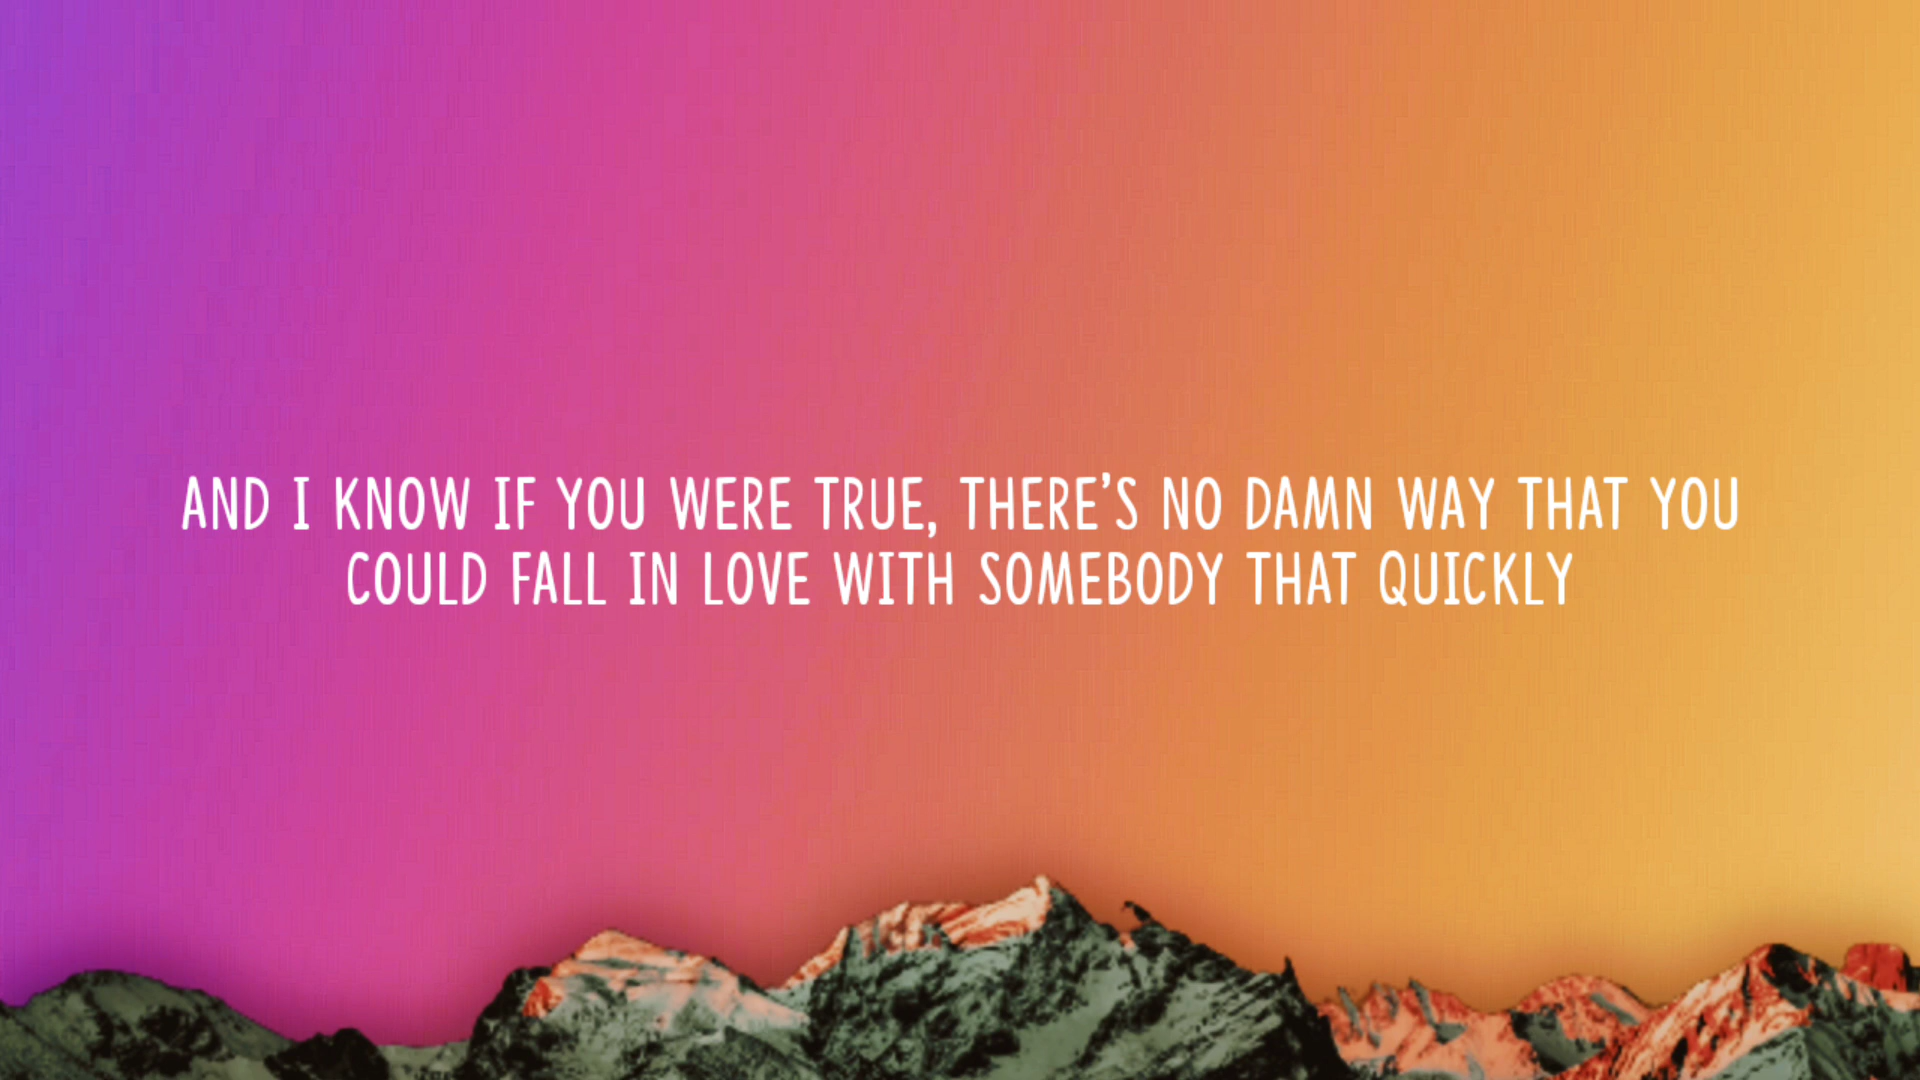 AND I KNOW IF YOU WERE TRUE, THERE'S NO DAMN WAY THAT YOU
COULD FALL IN LOVE WITH SOMEBODY THAT QUICKLY